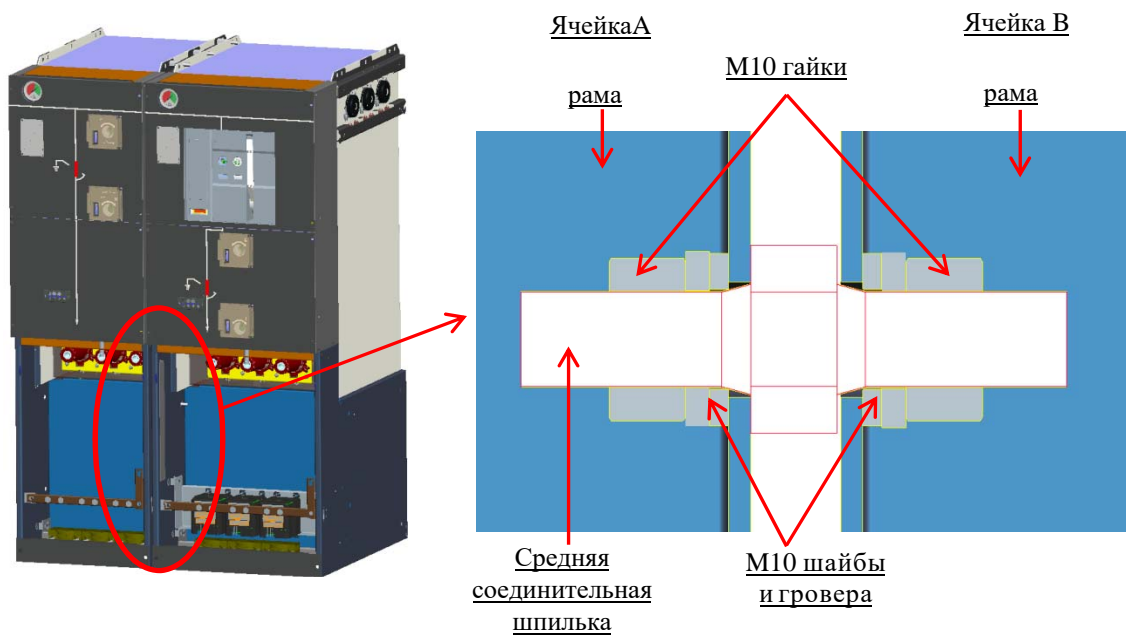 ЯчейкаА
Ячейка В
М10 гайки
рама
рама
Средняя
соединительная
шпилька
М10 шайбы
и гровера